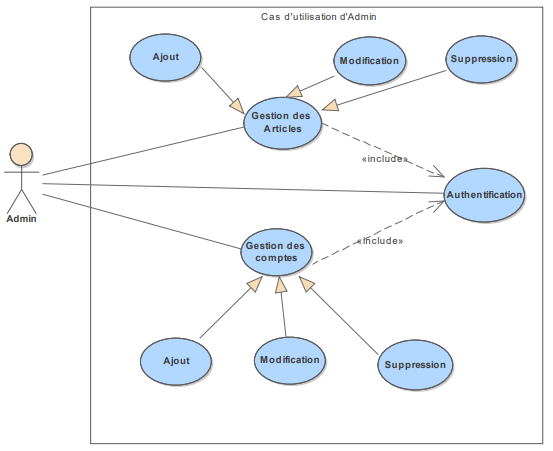 Cas d'utilisation d'Admin
Ajout
Modification
Suppression
Gestion des
Articles
«include»
Admin
Authentification
Gestion des
comptes
«include»
Ajout
Modification
Suppression